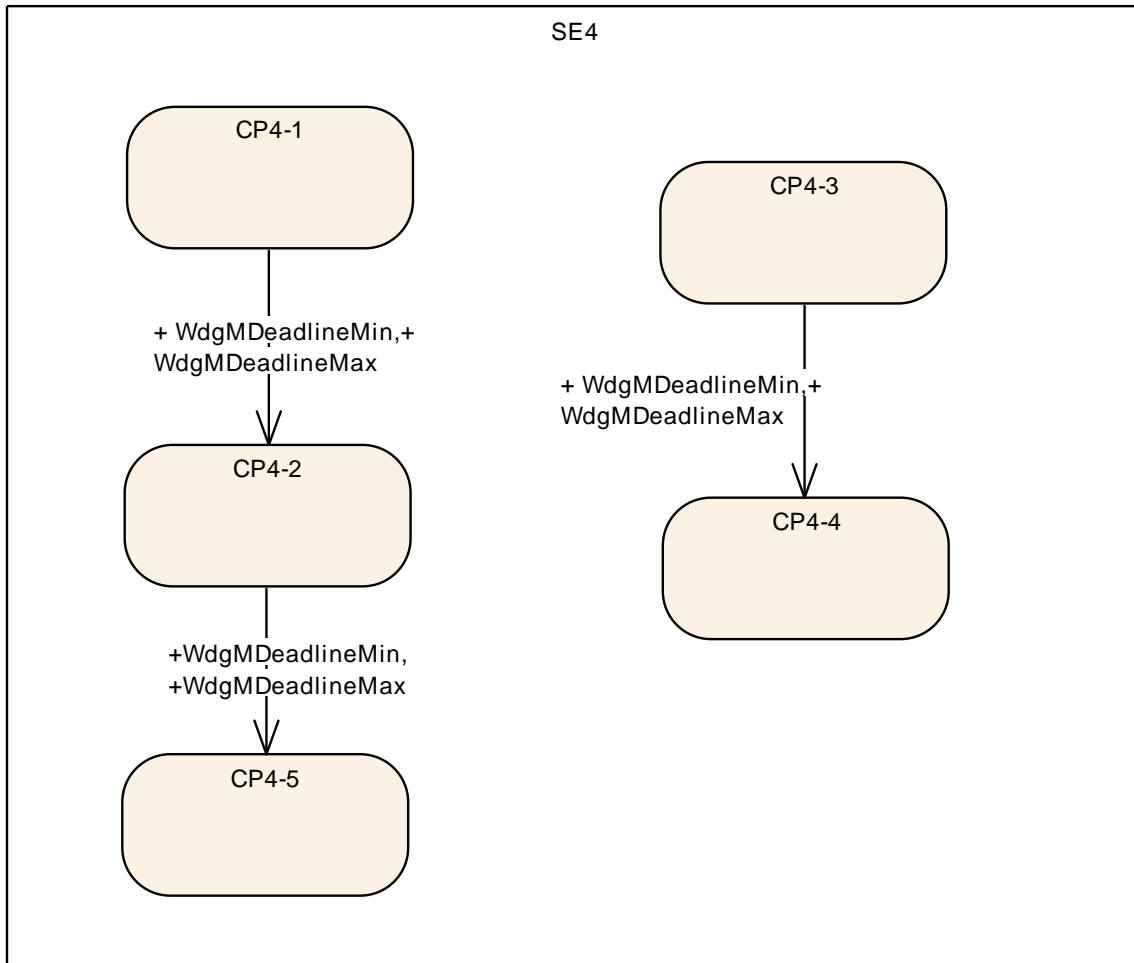 SE4
CP4-1
CP4-3
+ WdgMDeadlineMin,+
WdgMDeadlineMax
+ WdgMDeadlineMin,+
WdgMDeadlineMax
CP4-2
CP4-4
+WdgMDeadlineMin,
+WdgMDeadlineMax
CP4-5